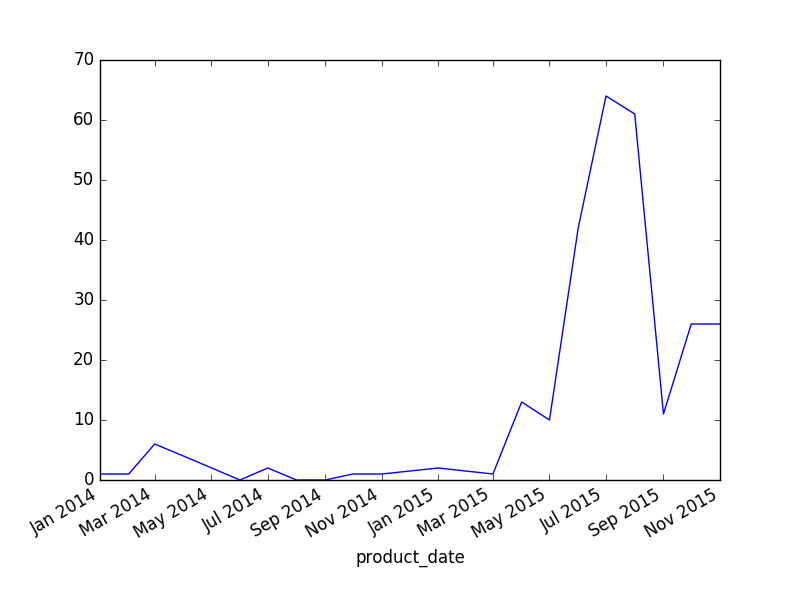 70
60
50
40
30
20
10
0
Jan 2014
Mar 2014
May 2014
Jul 2014
Sep 2014
Nov 2014
Jan 2015
Mar 2015
May 2015
Jul 2015
Sep 2015
Nov 2015
product_date